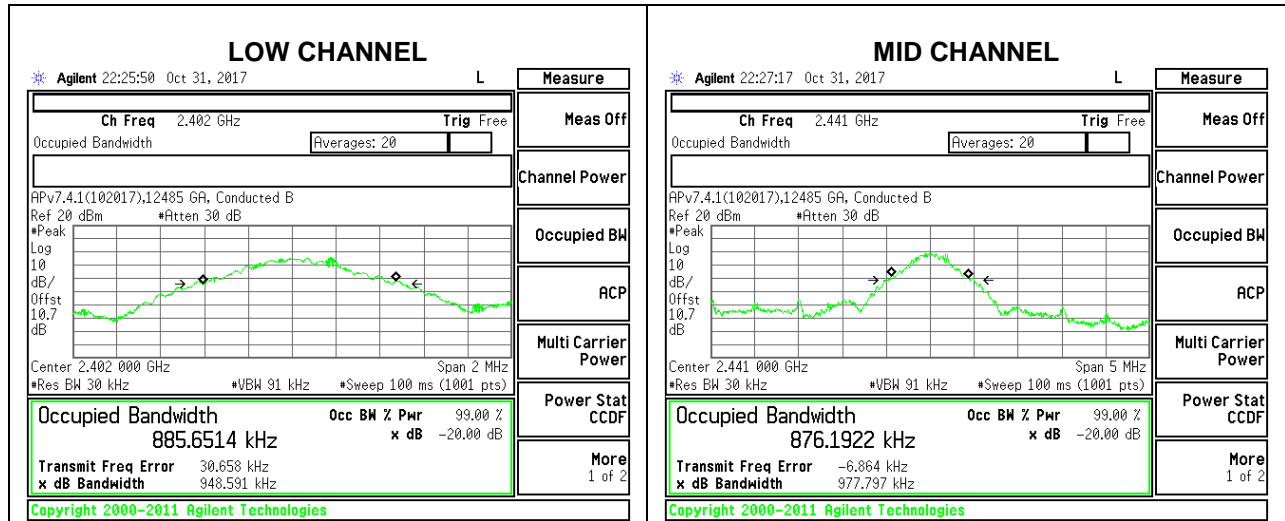 LOW CHANNEL
Agilent 22:25:50 Oct 31, 2017 L
Measure
Ch Freq 2.402 GHz Trig Free
Occupied Bandwidth Averages: 20
APv7.4.1(102017),12485 GA, Conducted B
Ref 20 dBm #Atten 30 dB
#Peak
Log
10
dB/
Offst
10.7
dB
Center 2.402 000 GHz Span 2 MHz
#Res BW 30 kHz #VBW 91 kHz #Sweep 100 ms (1001 pts)
Occupied Bandwidth Occ BW % Pwr 99.00 %
885.6514 kHz x dB -20.00 dB
Transmit Freq Error 30.658 kHz
x dB Bandwidth 948.591 kHz
Meas Off
Channel Power
Occupied BW
ACP
Multi Carrier
Power
Power Stat
CCDF
More
1 of 2
Copyright 2000-2011 Agilent Technologies
MID CHANNEL
Agilent 22:27:17 Oct 31, 2017 L
Measure
Ch Freq 2.441 GHz Trig Free
Occupied Bandwidth Averages: 20
APv7.4.1(102017),12485 GA, Conducted B
Ref 20 dBm #Atten 30 dB
#Peak
Log
10
dB/
Offst
10.7
dB
Center 2.441 000 GHz Span 5 MHz
#Res BW 30 kHz #VBW 91 kHz #Sweep 100 ms (1001 pts)
Occupied Bandwidth Occ BW % Pwr 99.00 %
876.1922 kHz x dB -20.00 dB
Transmit Freq Error -6.864 kHz
x dB Bandwidth 977.797 kHz
Meas Off
Channel Power
Occupied BW
ACP
Multi Carrier
Power
Power Stat
CCDF
More
1 of 2
Copyright 2000-2011 Agilent Technologies